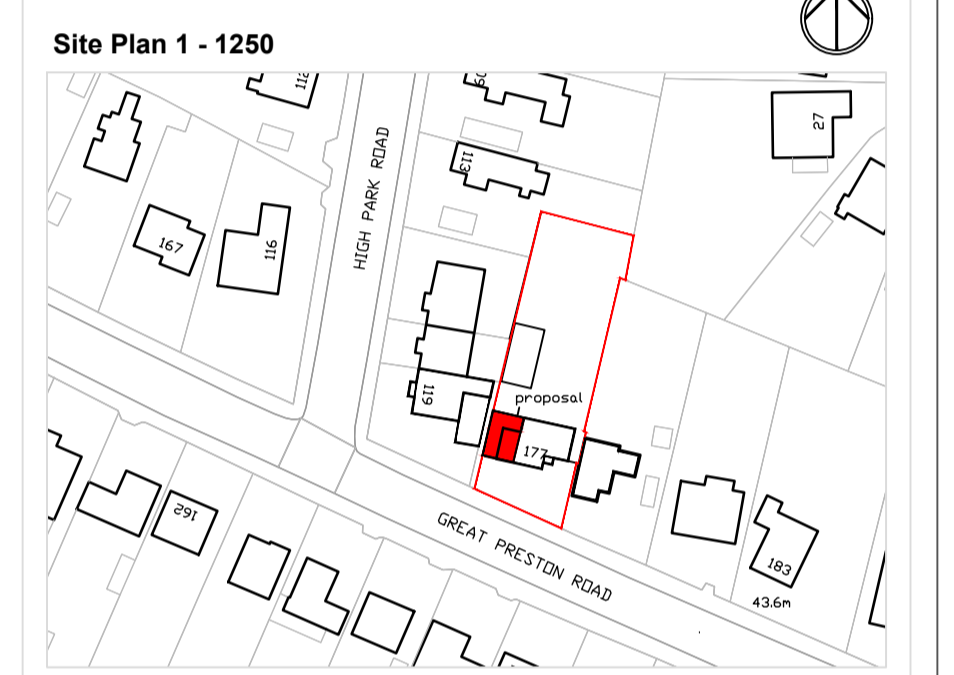 Site Plan 1 - 1250
27
113
HIGH PARK ROAD
167
116
119
proposal
177
162
GREAT PRESTON ROAD
183
43.6m